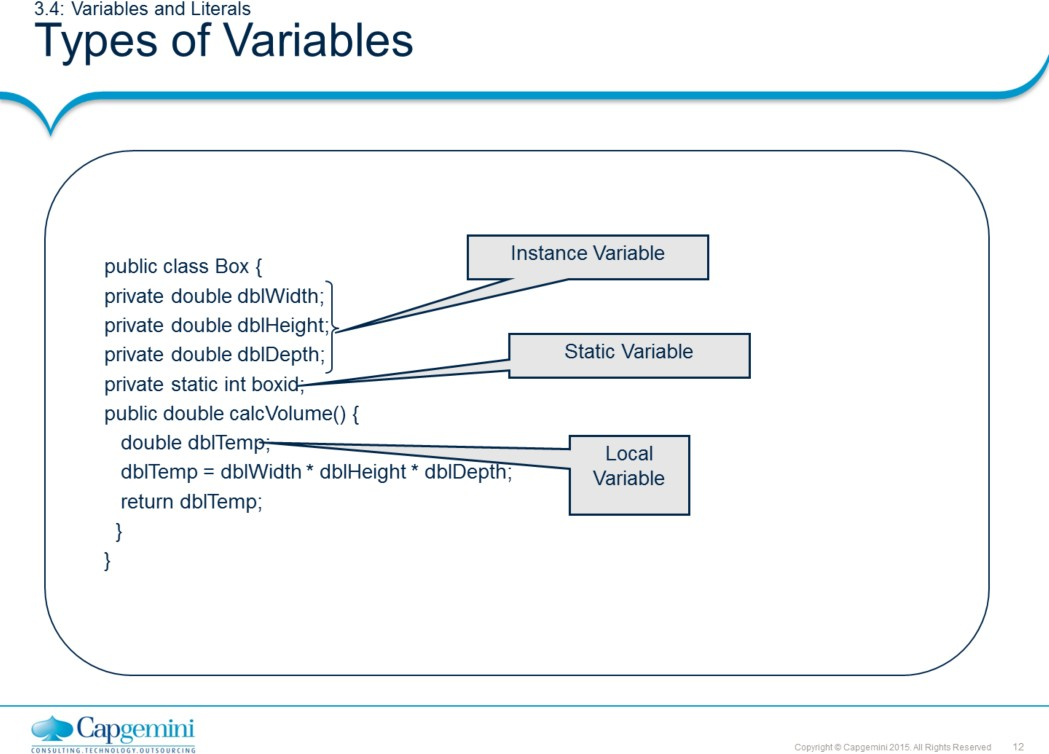 3.4: Variables and Literals
Types of Variables
public class Box {
private double dblWidth;
private double dblHeight;
private double dblDepth;
private static int boxid;
public double calcVolume() {
double dblTemp;
dblTemp = dblWidth * dblHeight * dblDepth;
return dblTemp;
}
}
Instance Variable
Static Variable
Local
Variable
Capgemini
CONSULTING.TECHNOLOGY.OUTSOURCING
Copyright © Capgemini 2015. All Rights Reserved
12